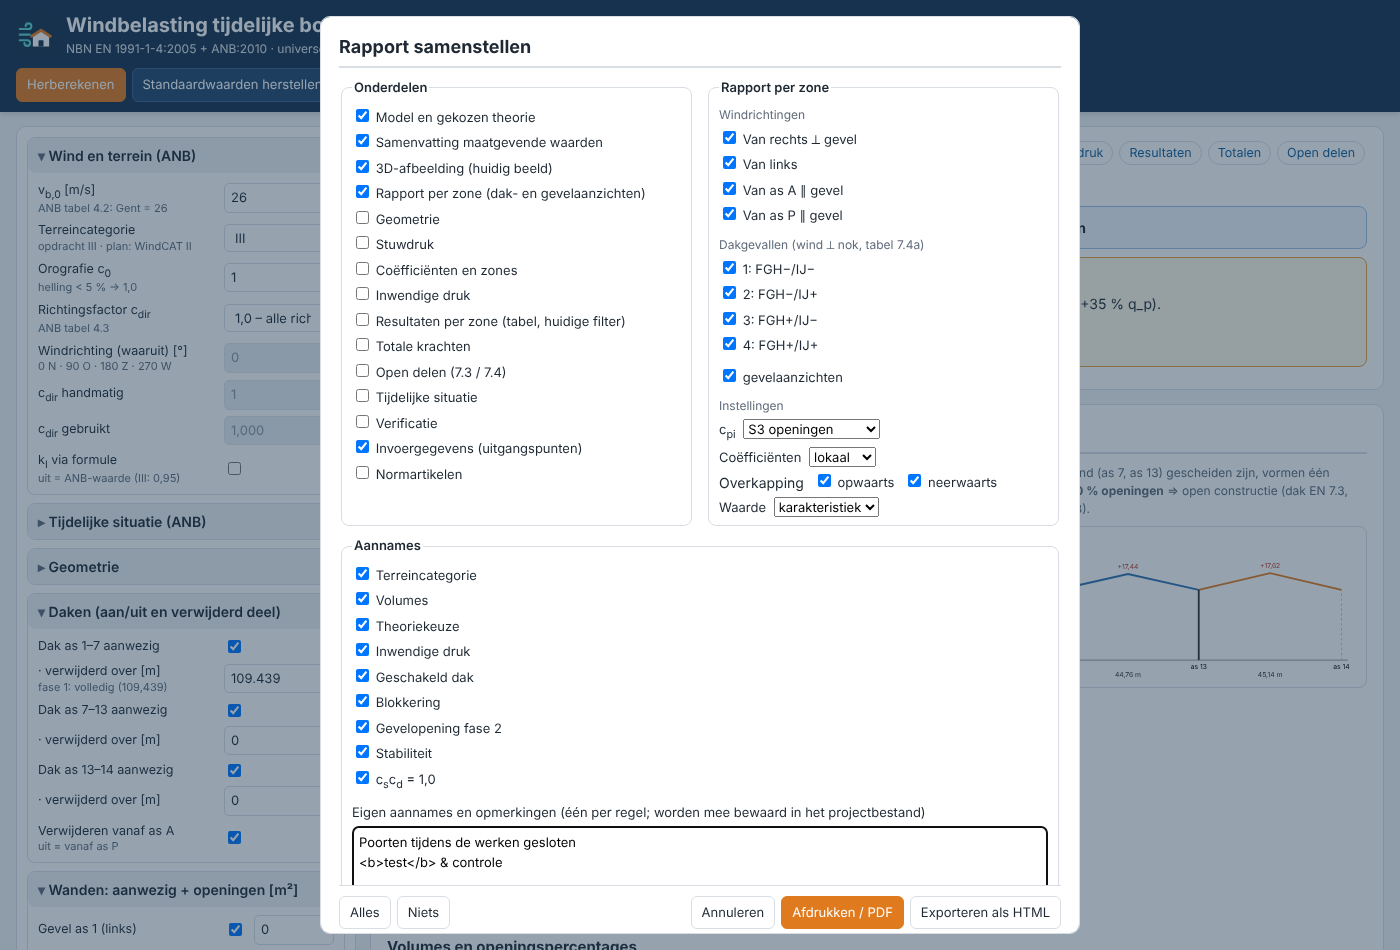 Windbelasting tijdelijke bo
NBN EN 1991-1-4:2005 + ANB:2010 · univers
Herberekenen
Standaardwaarden herstellen
▾ Wind en terrein (ANB)
vb,0 [m/s]
ANB tabel 4.2: Gent = 26
26
Terreincategorie
opdracht III · plan: WindCAT II
III
Orografie c0
helling < 5 % → 1,0
1
Richtingsfactor cdir
ANB tabel 4.3
1,0 – alle rich
Windrichting (waaruit) [°]
0 N · 90 O · 180 Z · 270 W
0
cdir handmatig
1
cdir gebruikt
1,000
kl via formule
uit = ANB-waarde (III: 0,95)
▸ Tijdelijke situatie (ANB)
▸ Geometrie
▾ Daken (aan/uit en verwijderd deel)
Dak as 1–7 aanwezig
· verwijderd over [m]
fase 1: volledig (109,439)
109.439
Dak as 7–13 aanwezig
· verwijderd over [m]
0
Dak as 13–14 aanwezig
· verwijderd over [m]
0
Verwijderen vanaf as A
uit = vanaf as P
▾ Wanden: aanwezig + openingen [m²]
Gevel as 1 (links)
0
Rapport samenstellen
Onderdelen
Model en gekozen theorie
Samenvatting maatgevende waarden
3D-afbeelding (huidig beeld)
Rapport per zone (dak- en gevelaanzichten)
Geometrie
Stuwdruk
Coëfficiënten en zones
Inwendige druk
Resultaten per zone (tabel, huidige filter)
Totale krachten
Open delen (7.3 / 7.4)
Tijdelijke situatie
Verificatie
Invoergegevens (uitgangspunten)
Normartikelen
Rapport per zone
Windrichtingen
Van rechts ⊥ gevel
Van links
Van as A ∥ gevel
Van as P ∥ gevel
Dakgevallen (wind ⊥ nok, tabel 7.4a)
1: FGH−/IJ−
2: FGH−/IJ+
3: FGH+/IJ−
4: FGH+/IJ+
gevelaanzichten
Instellingen
cpi S3 openingen
Coëfficiënten lokaal
Overkapping opwaarts neerwaarts
Waarde karakteristiek
Aannames
Terreincategorie
Volumes
Theoriekeuze
Inwendige druk
Geschakeld dak
Blokkering
Gevelopening fase 2
Stabiliteit
cscd = 1,0
Eigen aannames en opmerkingen (één per regel; worden mee bewaard in het projectbestand)
Poorten tijdens de werken gesloten
<b>test</b> & controle
Alles
Niets
Annuleren
Afdrukken / PDF
Exporteren als HTML
druk
Resultaten
Totalen
Open delen
n
+35 % q_p).
nd (as 7, as 13) gescheiden zijn, vormen één
0 % openingen ⇒ open constructie (dak EN 7.3,
+17,44
+17,62
as 13
as 14
44,76 m
45,14 m
Volumes en openingspercentages